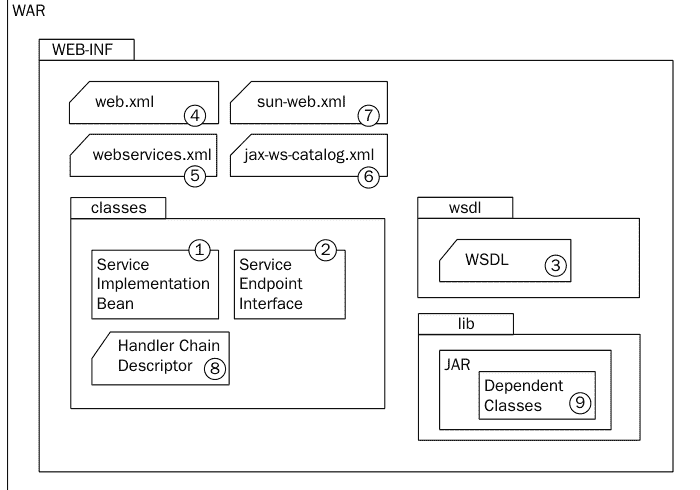 WAR
WEB-INF
web.xml
4
sun-web.xml
7
webservices.xml
5
jax-ws-catalog.xml
6
classes
1
Service
Implementation
Bean
2
Service
Endpoint
Interface
Handler Chain
Descriptor
8
wsdl
WSDL
3
lib
JAR
Dependent
Classes
9